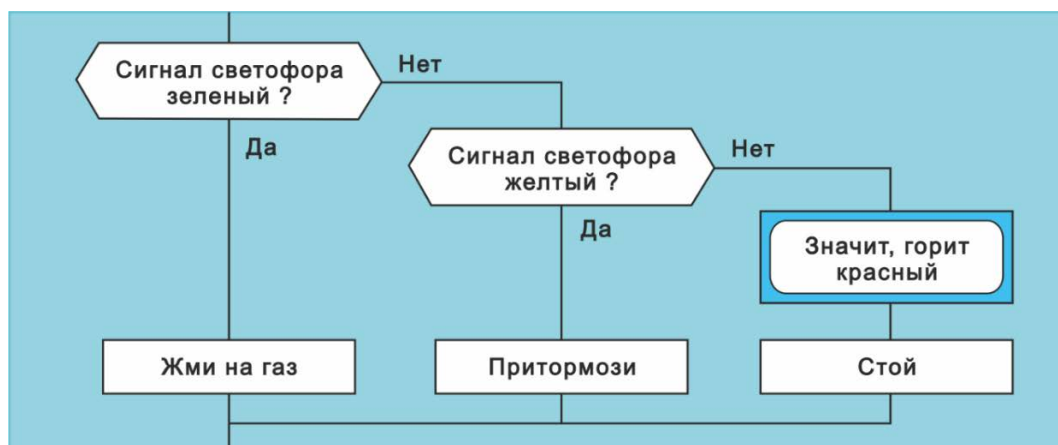 Сигнал светофора
зеленый ?
Нет
Да
Сигнал светофора
желтый ?
Нет
Да
Значит, горит
красный
Жми на газ
Притормози
Стой